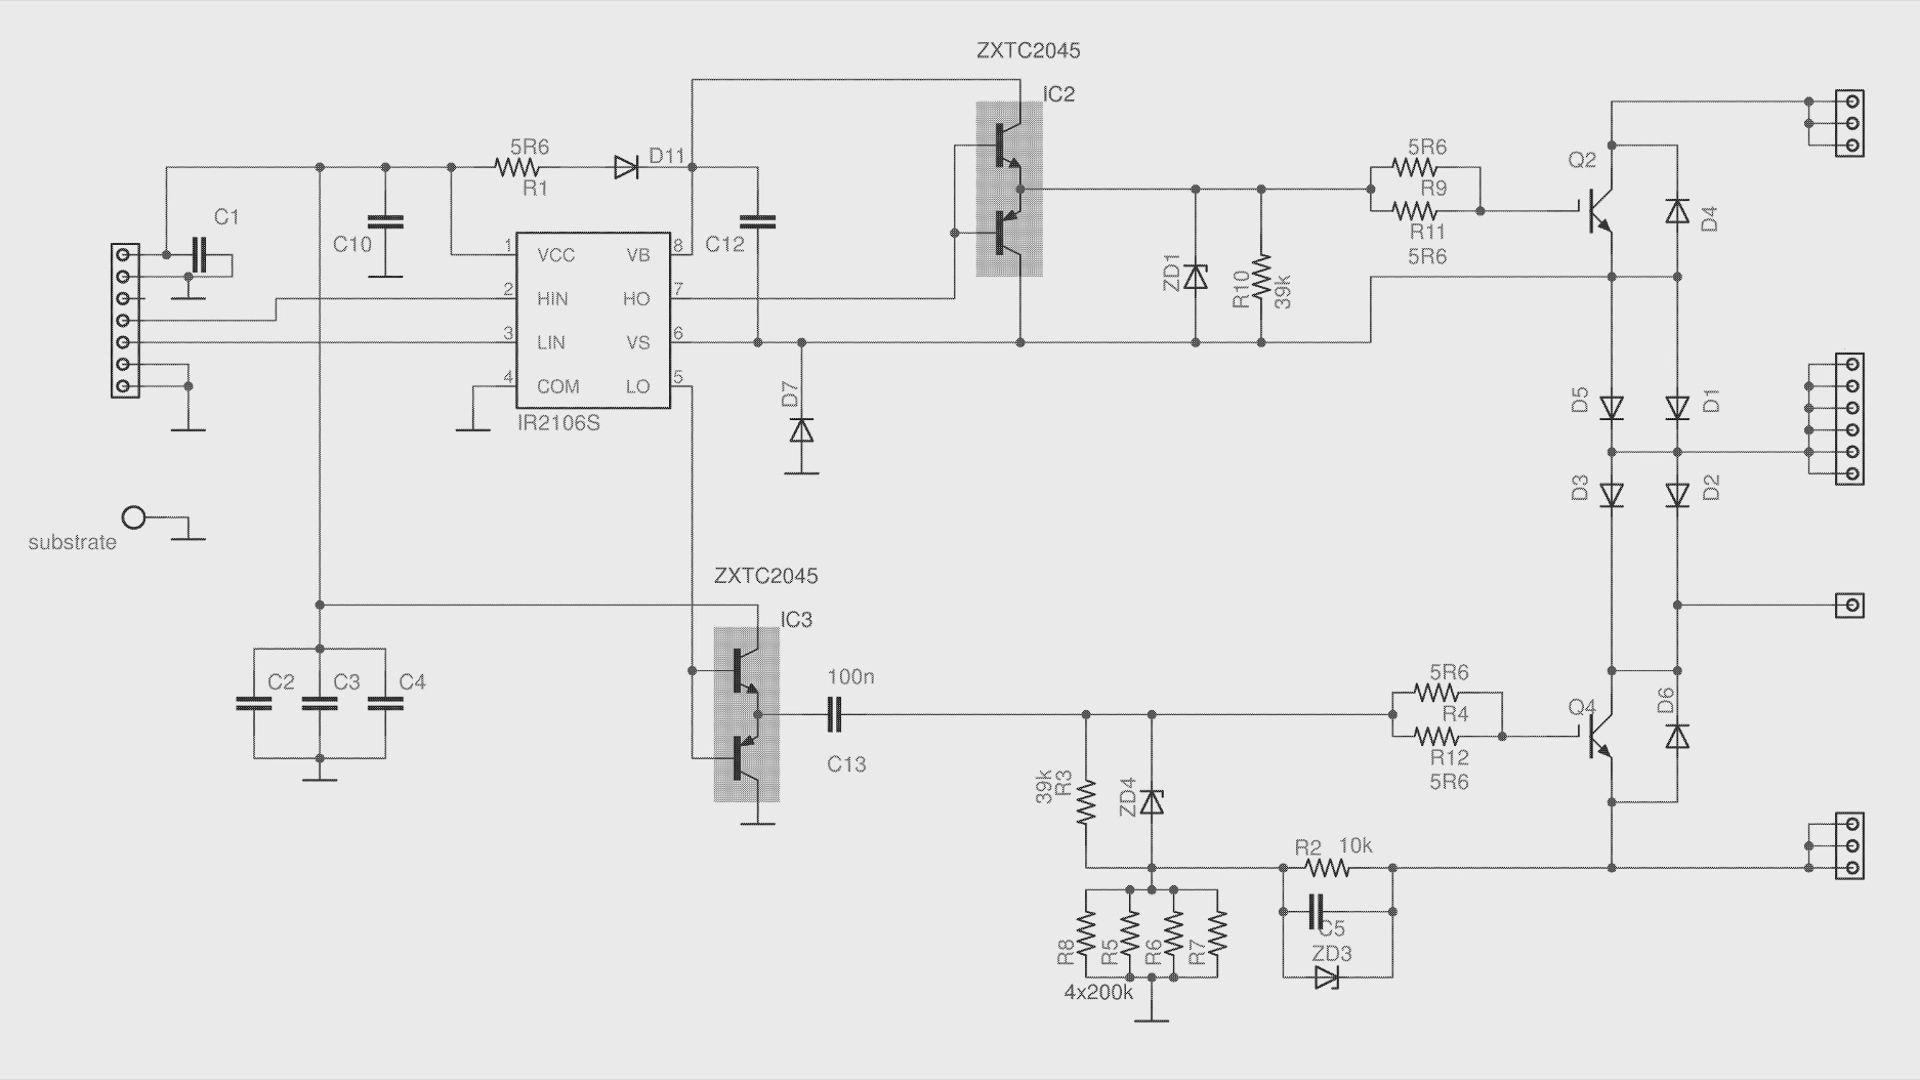 ZXTC2045
IC2
5R6
D11
R1
5R6
Q2
R9
C1
C10
C12
R11
5R6
D4
1
VCC
VB
8
2
HIN
HO
7
3
LIN
VS
6
4
COM
LO
5
IR2106S
ZD1
R10
39k
D7
D5
D1
D3
D2
substrate
ZXTC2045
IC3
C2
C3
C4
100n
C13
5R6
R4
R12
5R6
Q4
D6
39k
R3
ZD4
R2
10k
C5
ZD3
R8
R5
R6
R7
4x200k